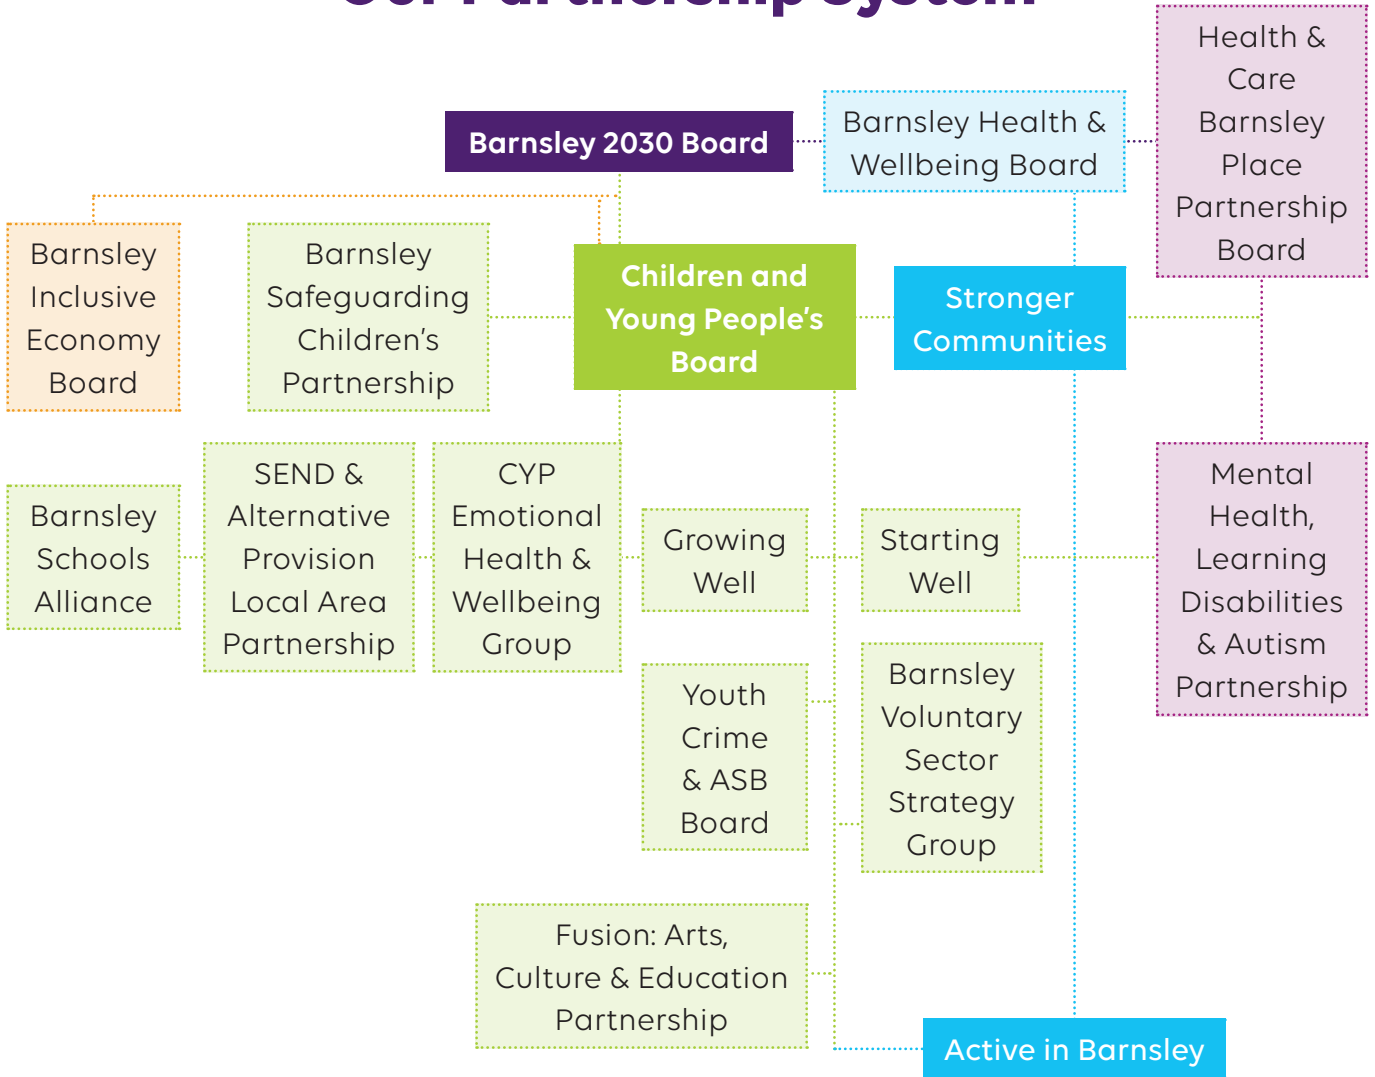 Our Partnership System
Health &
Care
Barnsley
Place
Partnership
Board
Barnsley 2030 Board
Barnsley Health &
Wellbeing Board
Barnsley
Inclusive
Economy
Board
Barnsley
Safeguarding
Children's
Partnership
Children and
Young People's
Board
Stronger
Communities
Barnsley
Schools
Alliance
SEND &
Alternative
Provision
Local Area
Partnership
CYP
Emotional
Health &
Wellbeing
Group
Growing
Well
Starting
Well
Mental
Health,
Learning
Disabilities
& Autism
Partnership
Youth
Crime
& ASB
Board
Barnsley
Voluntary
Sector
Strategy
Group
Fusion: Arts,
Culture & Education
Partnership
Active in Barnsley